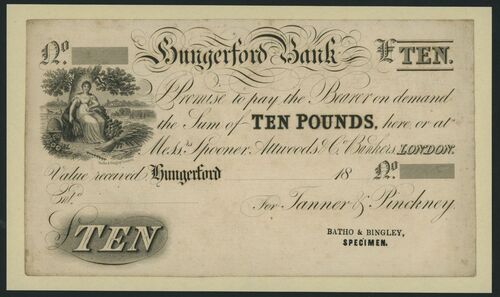 No Hungerford Bank £TEN.
I Promise to pay the Bearer on demand
the Sum of TEN POUNDS, here, or at
Messrs Spooner, Attwoods & Co Bankers, LONDON.
Value received, Hungerford 18 No
Entd
For Tanner & Pinckney.
£TEN
BATHO & BINGLEY,
SPECIMEN.